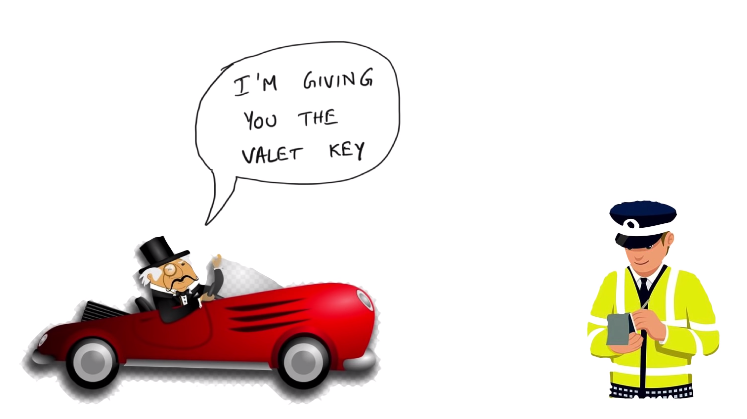 I'M GIVING
YOU THE
VALET KEY